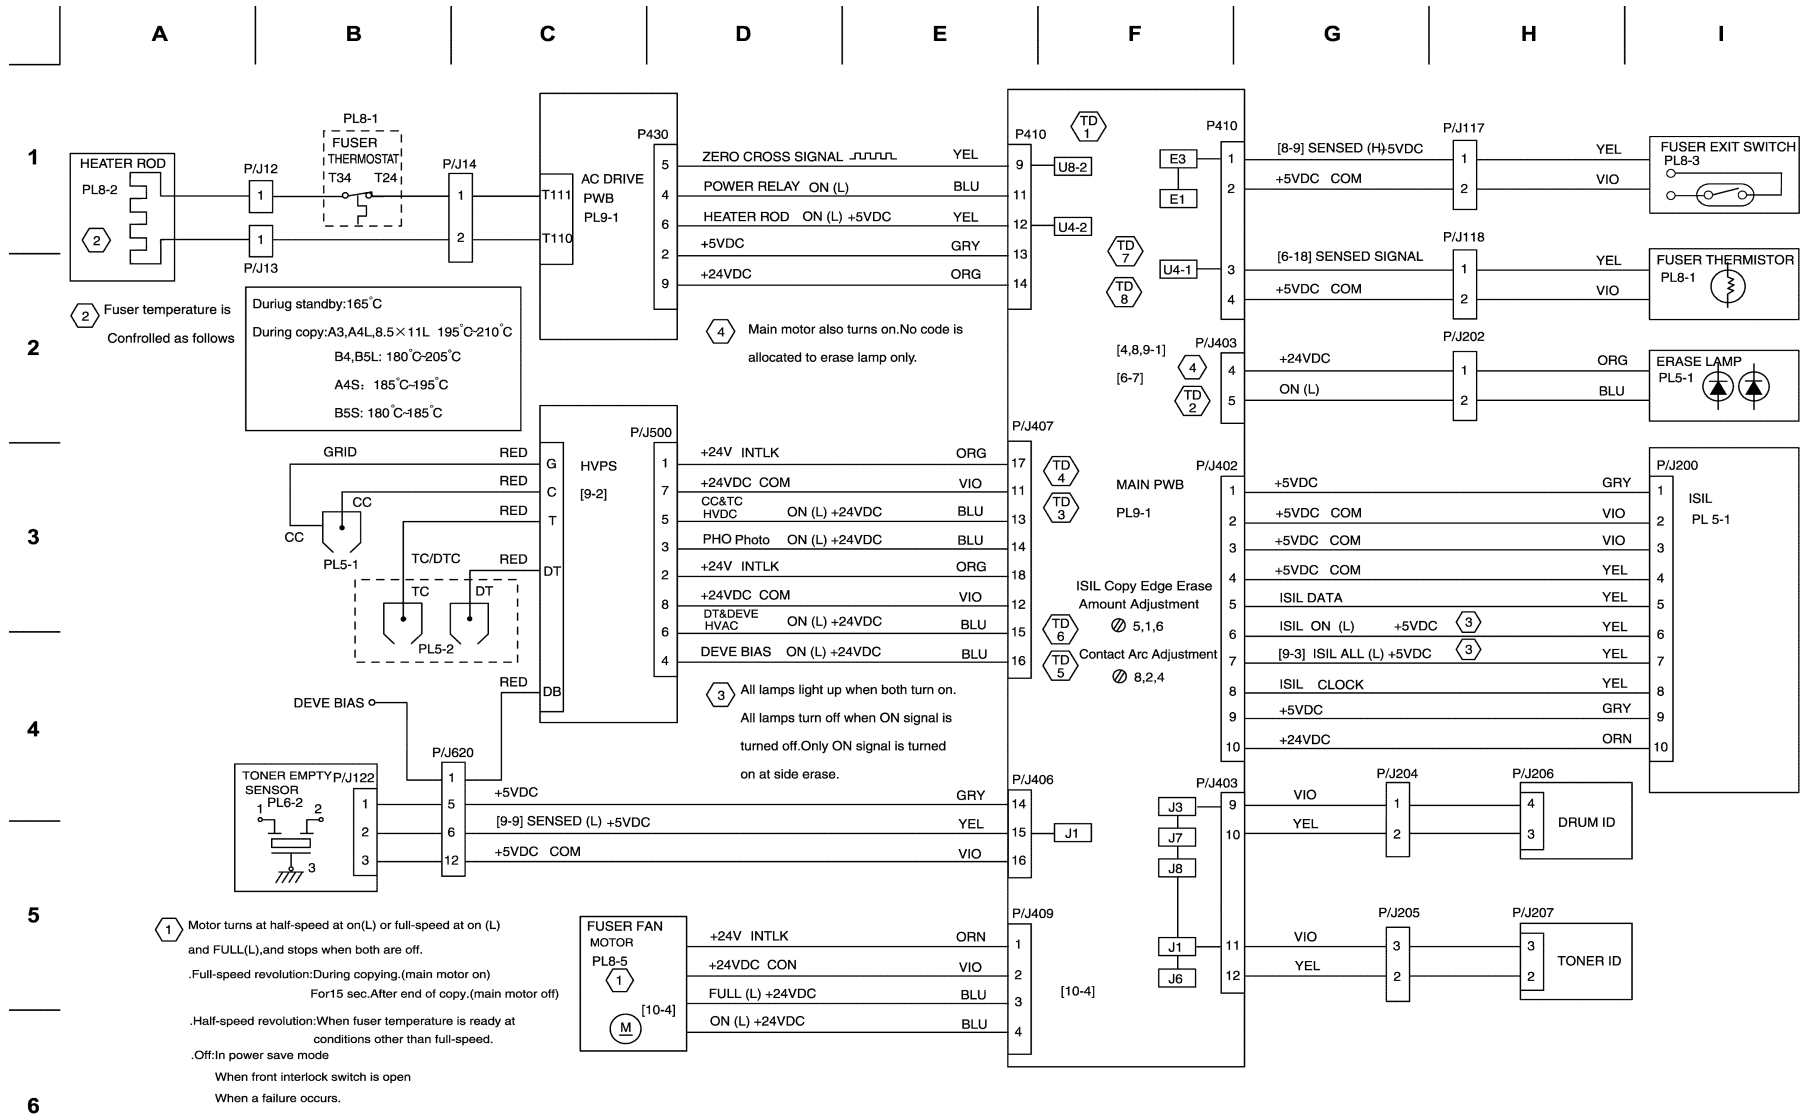 A B C D E F G H I
1
2
3
4
5
6
HEATER ROD
PL8-2
2
P/J12
1
1
P/J13
PL8-1
FUSER
THERMOSTAT
T34 T24
P/J14
1
2
T111
T110
AC DRIVE
PWB
PL9-1
P430
5 ZERO CROSS SIGNAL YEL 9
4 POWER RELAY ON (L) BLU 11
6 HEATER ROD ON (L) +5VDC YEL 12
2 +5VDC GRY 13
9 +24VDC ORG 14
P410
U8-2
U4-2
TD 1
TD 7
TD 8
E3
E1
U4-1
P410
1 [8-9] SENSED (H)+5VDC
2 +5VDC COM
P/J117
1 YEL
2 VIO
FUSER EXIT SWITCH
PL8-3
3 [6-18] SENSED SIGNAL
4 +5VDC COM
P/J118
1 YEL
2 VIO
FUSER THERMISTOR
PL8-1
2 Fuser temperature is
Confrolled as follows
Duriug standby:165°C
During copy:A3,A4L,8.5×11L 195°C~210°C
B4,B5L: 180°C~205°C
A4S: 185°C~195°C
B5S: 180°C~185°C
4 Main motor also turns on.No code is
allocated to erase lamp only.
[4,8,9-1]
[6-7]
4
TD 2
P/J403
4 +24VDC
5 ON (L)
P/J202
1 ORG
2 BLU
ERASE LAMP
PL5-1
GRID
RED G
RED C
RED T
RED DT
RED DB
CC
CC
PL5-1
TC/DTC
TC DT
PL5-2
HVPS
[9-2]
P/J500
P/J407
1 +24V INTLK ORG 17
7 +24VDC COM VIO 11
CC&TC
5 HVDC ON (L) +24VDC BLU 13
3 PHO Photo ON (L) +24VDC BLU 14
2 +24V INTLK ORG 18
8 +24VDC COM VIO 12
DT&DEVE
6 HVAC ON (L) +24VDC BLU 15
4 DEVE BIAS ON (L) +24VDC BLU 16
TD 4
TD 3
TD 6
TD 5
MAIN PWB
PL9-1
ISIL Copy Edge Erase
Amount Adjustment
5,1,6
Contact Arc Adjustment
8,2,4
P/J402
P/J200
1 +5VDC GRY 1
2 +5VDC COM VIO 2
3 +5VDC COM VIO 3
4 +5VDC COM YEL 4
5 ISIL DATA YEL 5
6 ISIL ON (L) +5VDC 3 YEL 6
7 [9-3] ISIL ALL (L) +5VDC 3 YEL 7
8 ISIL CLOCK YEL 8
9 +5VDC GRY 9
10 +24VDC ORN 10
ISIL
PL 5-1
3 All lamps light up when both turn on.
All lamps turn off when ON signal is
turned off.Only ON signal is turned
on at side erase.
DEVE BIAS
TONER EMPTY
SENSOR
PL6-2
1 2
3
P/J122
1
2
3
P/J620
1
5 +5VDC GRY 14
6 [9-9] SENSED (L) +5VDC YEL 15
12 +5VDC COM VIO 16
P/J406
J1
J3
J7
J8
J1
J6
P/J403
9 VIO
10 YEL
11 VIO
12 YEL
P/J204
1
2
P/J206
4
3
DRUM ID
P/J205
3
2
P/J207
3
2
TONER ID
1 Motor turns at half-speed at on(L) or full-speed at on (L)
and FULL(L),and stops when both are off.
.Full-speed revolution:During copying.(main motor on)
For15 sec.After end of copy.(main motor off)
.Half-speed revolution:When fuser temperature is ready at
conditions other than full-speed.
.Off:In power save mode
When front interlock switch is open
When a failure occurs.
FUSER FAN
MOTOR
PL8-5
1
[10-4]
M
P/J409
+24V INTLK ORN 1
+24VDC CON VIO 2
FULL (L) +24VDC BLU 3
ON (L) +24VDC BLU 4
[10-4]